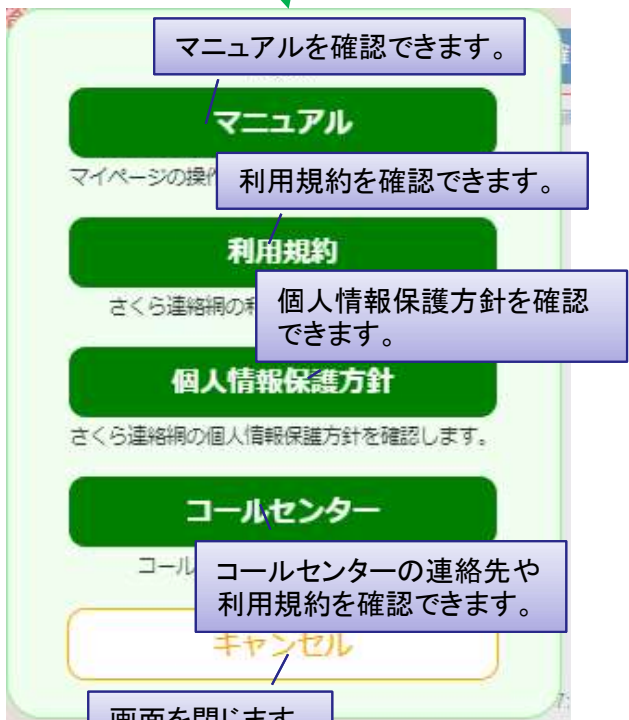 マニュアルを確認できます。
マニュアル
マイページの操作
利用規約を確認できます。
利用規約
さくら連絡網の利
個人情報保護方針を確認
できます。
個人情報保護方針
さくら連絡網の個人情報保護方針を確認します。
コールセンター
コール
コールセンターの連絡先や
利用規約を確認できます。
キャンセル
画面を閉じます